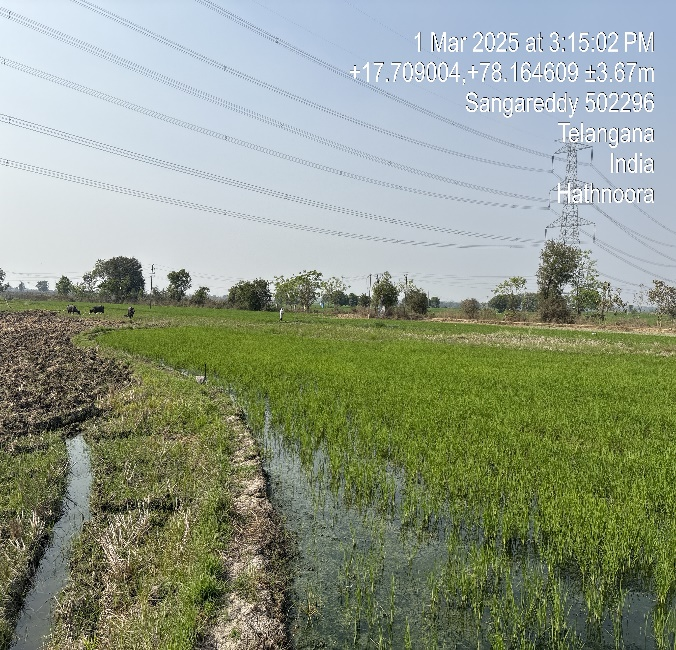 1 Mar 2025 at 3:15:02 PM
+17.709004,+78.164609 ±3.67m
Sangareddy 502296
Telangana
India
Hathnoora